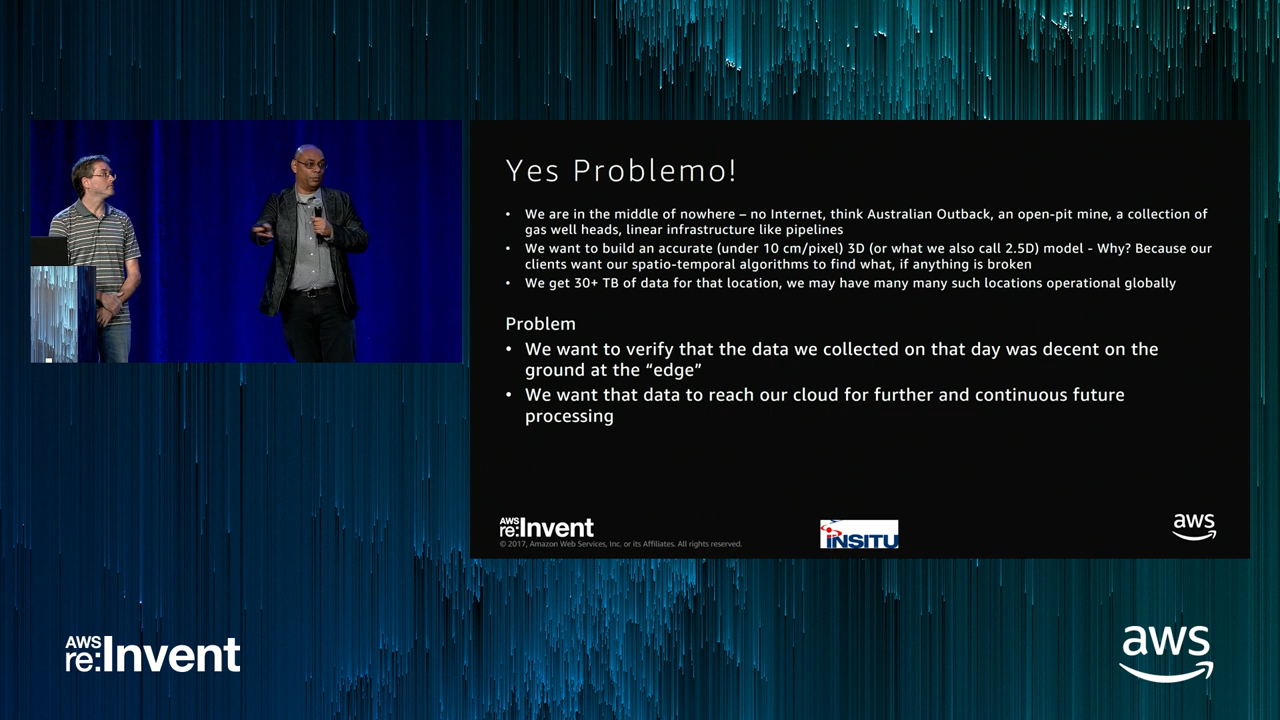 Yes Problemo!
• We are in the middle of nowhere – no Internet, think Australian Outback, an open-pit mine, a collection of
gas well heads, linear infrastructure like pipelines
• We want to build an accurate (under 10 cm/pixel) 3D (or what we also call 2.5D) model - Why? Because our
clients want our spatio-temporal algorithms to find what, if anything is broken
• We get 30+ TB of data for that location, we may have many many such locations operational globally
Problem
• We want to verify that the data we collected on that day was decent on the
ground at the “edge”
• We want that data to reach our cloud for further and continuous future
processing
AWS
re:Invent
© 2017, Amazon Web Services, Inc. or its Affiliates. All rights reserved.
INSITU
aws
AWS
re:Invent
aws